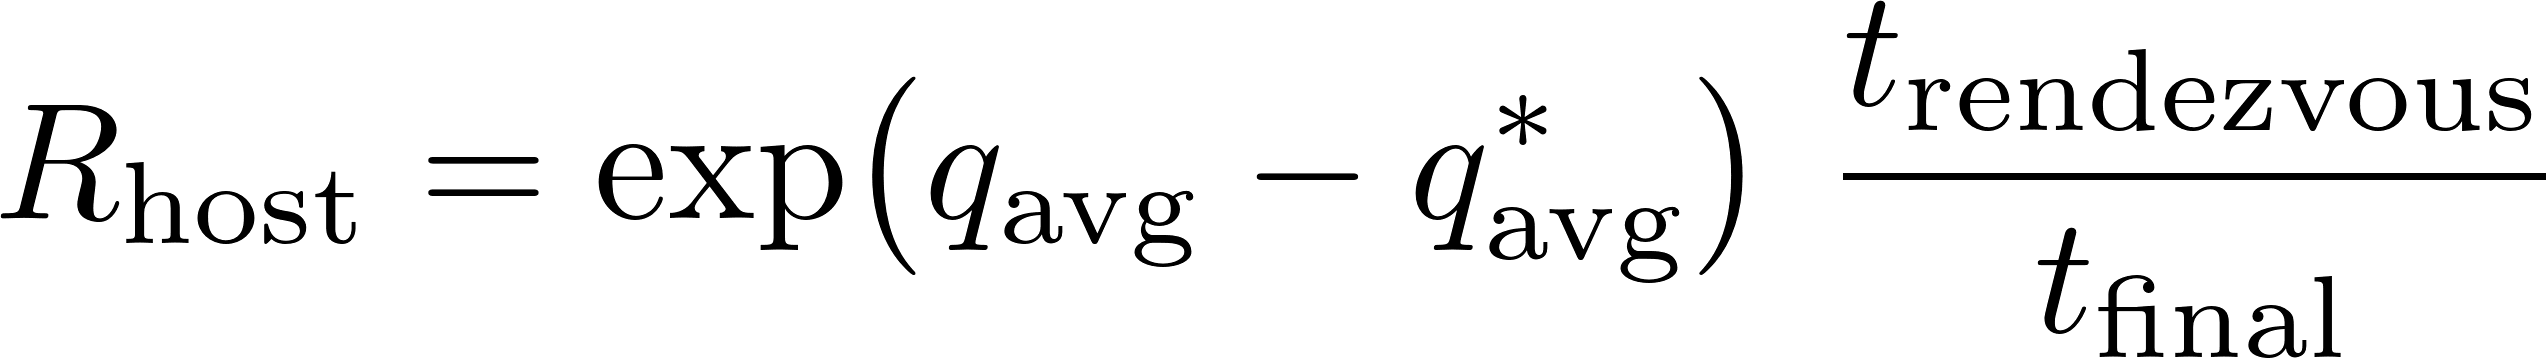 R_host = exp(q_avg − q*_avg) t_rendezvous / t_final